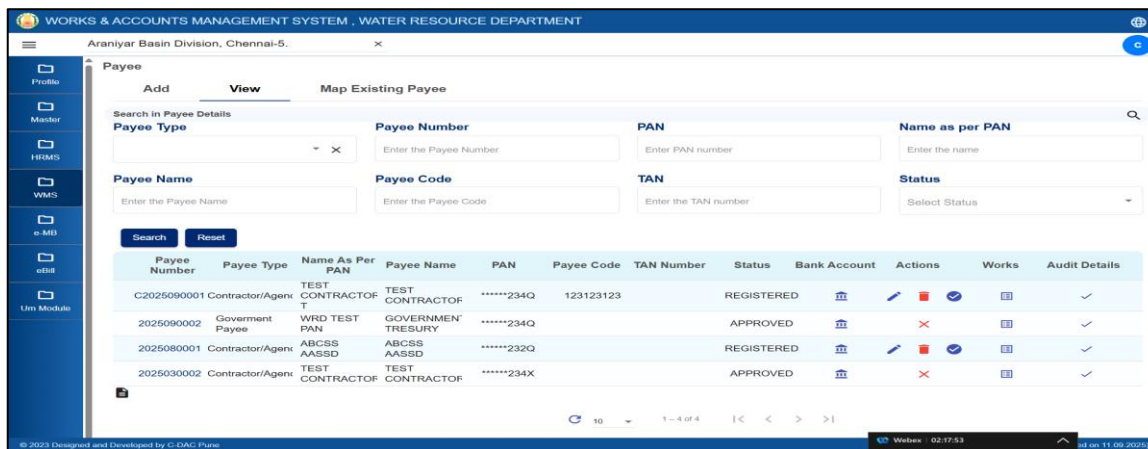 WORKS & ACCOUNTS MANAGEMENT SYSTEM , WATER RESOURCE DEPARTMENT
Araniyar Basin Division, Chennai-5. ×
C
Profile
Master
HRMS
WMS
e-MB
eBill
Um Module
Payee
Add View Map Existing Payee
Search in Payee Details
Payee Type Payee Number PAN Name as per PAN
Enter the Payee Number Enter PAN number Enter the name
Payee Name Payee Code TAN Status
Enter the Payee Name Enter the Payee Code Enter the TAN number Select Status
Search Reset
Payee Number Payee Type Name As Per PAN Payee Name PAN Payee Code TAN Number Status Bank Account Actions Works Audit Details
C2025090001 Contractor/Agenc TEST CONTRACTOF T TEST CONTRACTOF ******234Q 123123123 REGISTERED
2025090002 Goverment Payee WRD TEST PAN GOVERNMEN' TRESURY ******234Q APPROVED
2025080001 Contractor/Agenc ABCSS AASSD ABCSS AASSD ******232Q REGISTERED
2025030002 Contractor/Agenc TEST CONTRACTOF TEST CONTRACTOF ******234X APPROVED
10 1 – 4 of 4
© 2023 Designed and Developed by C-DAC Pune
Webex 02:17:53
ed on 11.09.2025